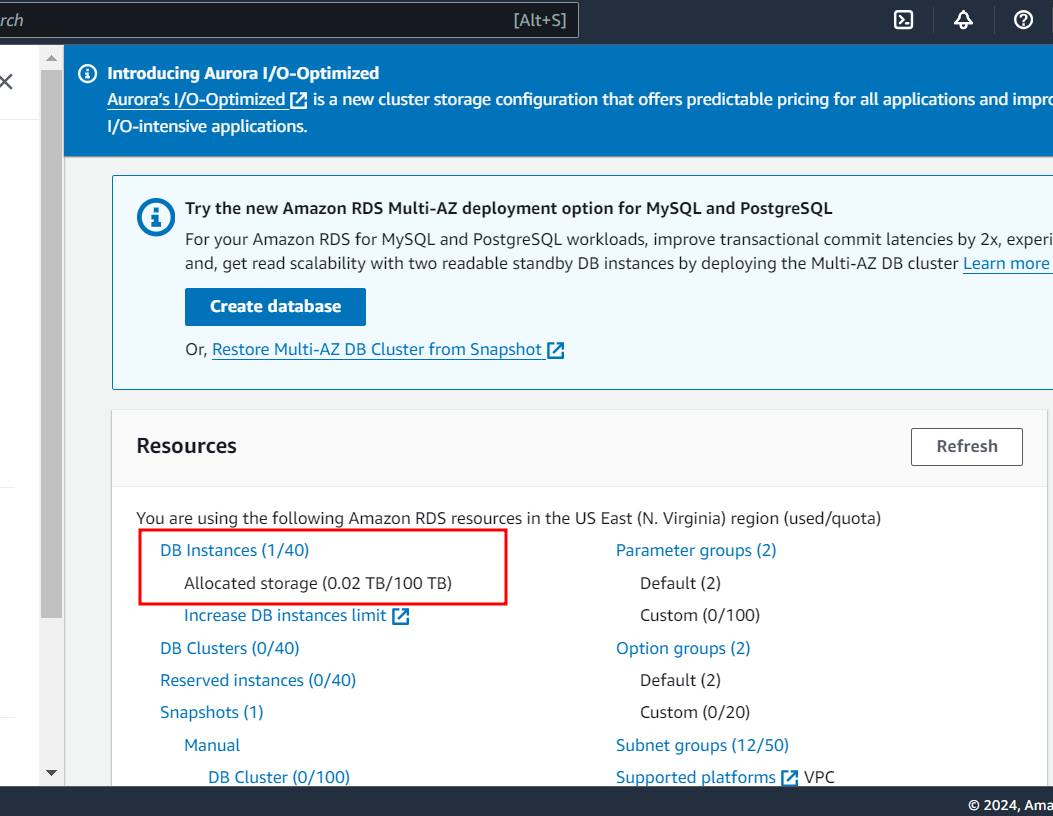 rch [Alt+S]
Introducing Aurora I/O-Optimized
Aurora's I/O-Optimized is a new cluster storage configuration that offers predictable pricing for all applications and impro
I/O-intensive applications.
Try the new Amazon RDS Multi-AZ deployment option for MySQL and PostgreSQL
For your Amazon RDS for MySQL and PostgreSQL workloads, improve transactional commit latencies by 2x, experi
and, get read scalability with two readable standby DB instances by deploying the Multi-AZ DB cluster Learn more
Create database
Or, Restore Multi-AZ DB Cluster from Snapshot
Resources
Refresh
You are using the following Amazon RDS resources in the US East (N. Virginia) region (used/quota)
DB Instances (1/40)
Allocated storage (0.02 TB/100 TB)
Increase DB instances limit
DB Clusters (0/40)
Reserved instances (0/40)
Snapshots (1)
Manual
DB Cluster (0/100)
Parameter groups (2)
Default (2)
Custom (0/100)
Option groups (2)
Default (2)
Custom (0/20)
Subnet groups (12/50)
Supported platforms VPC
© 2024, Ama